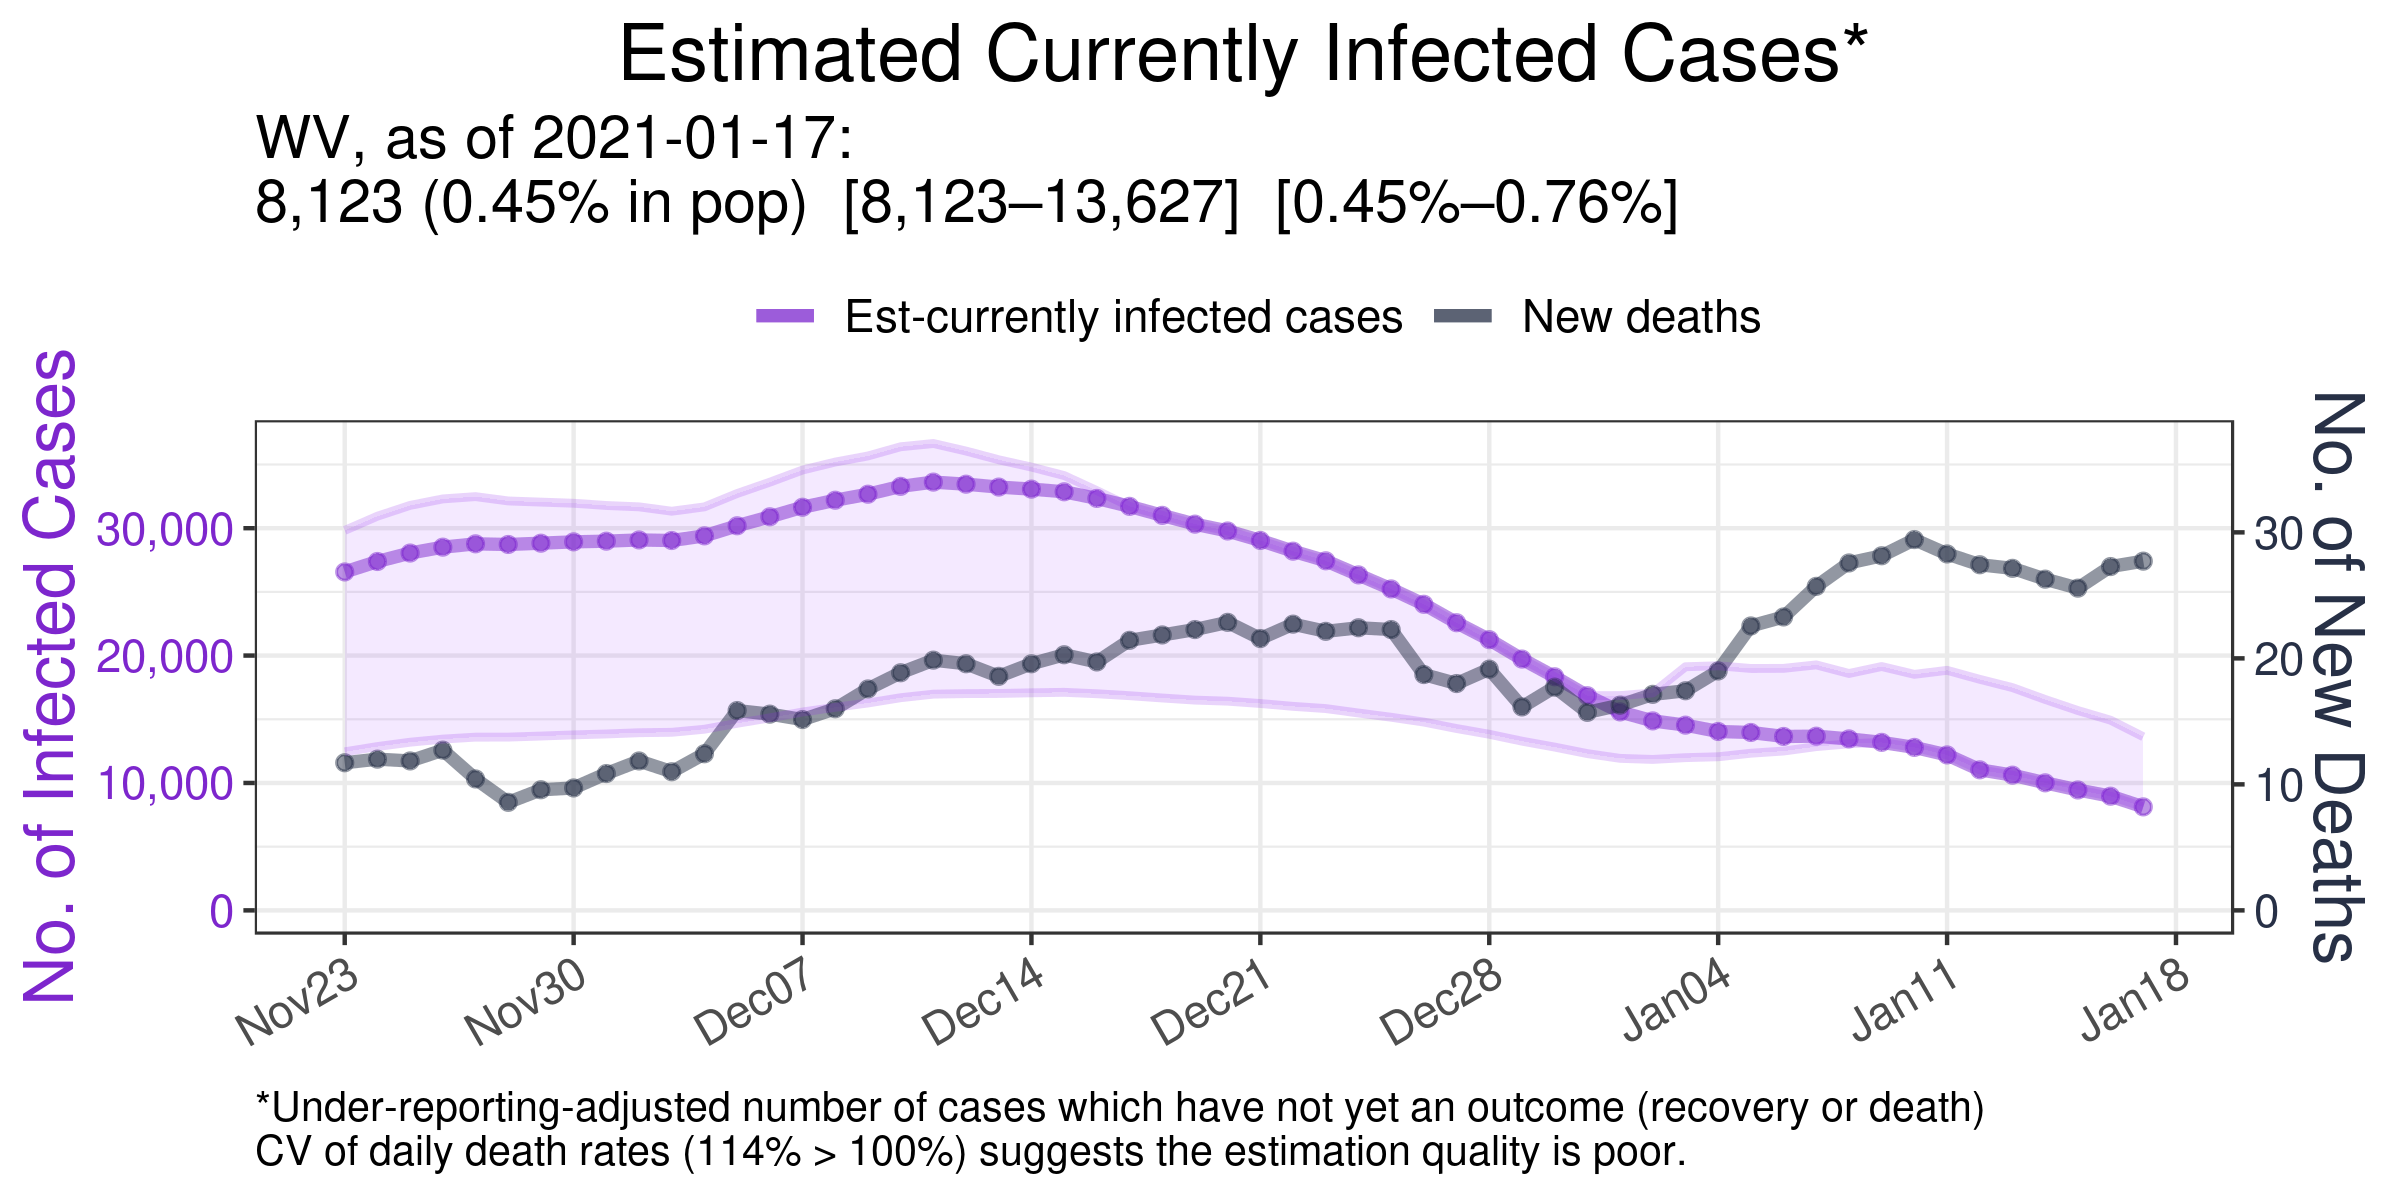 Estimated Currently Infected Cases*
WV, as of 2021-01-17:
8,123 (0.45% in pop)  [8,123–13,627]  [0.45%–0.76%]
Est-currently infected cases
New deaths
No. of Infected Cases
30,000
20,000
10,000
0
30
20
10
0
No. of New Deaths
Nov23
Nov30
Dec07
Dec14
Dec21
Dec28
Jan04
Jan11
Jan18
*Under-reporting-adjusted number of cases which have not yet an outcome (recovery or death)
CV of daily death rates (114% > 100%) suggests the estimation quality is poor.